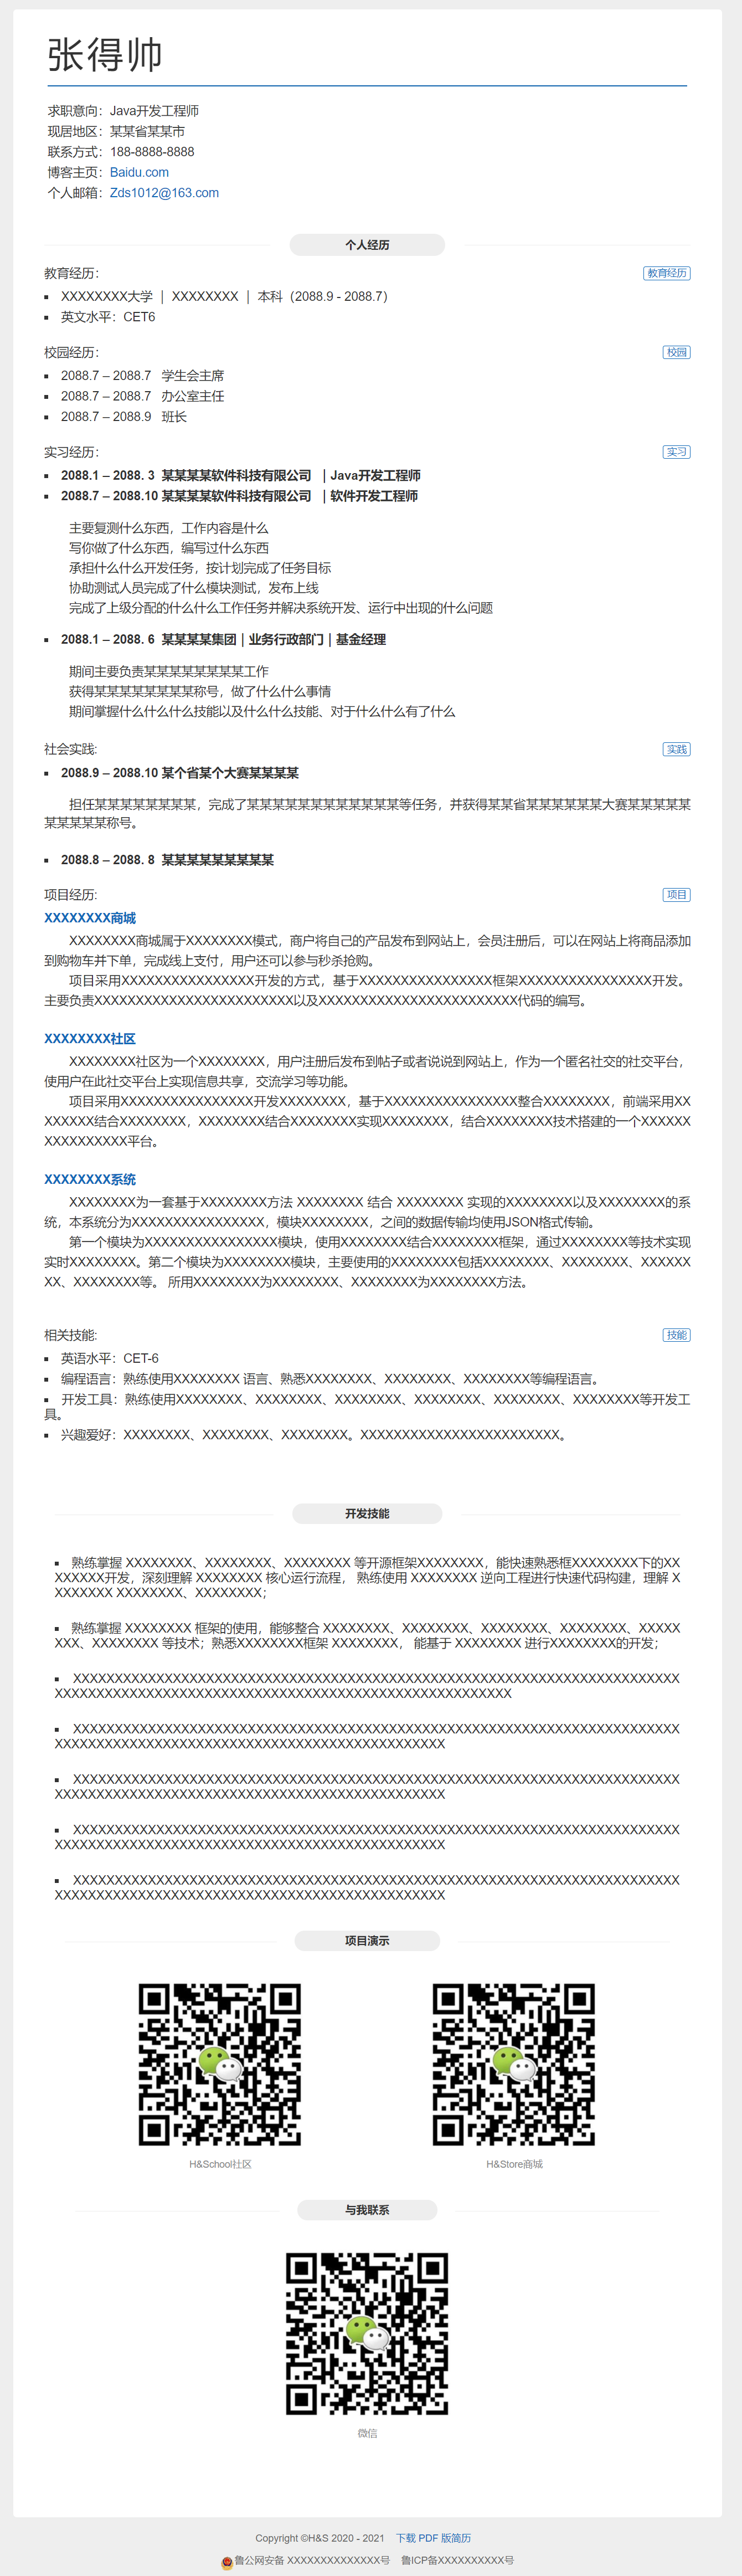 张得帅
求职意向：Java开发工程师
现居地区：某某省某某市
联系方式：188-8888-8888
博客主页：Baidu.com
个人邮箱：Zds1012@163.com
个人经历
教育经历： 教育经历
XXXXXXXX大学 ｜ XXXXXXXX ｜ 本科（2088.9 - 2088.7）
英文水平：CET6
校园经历： 校园
2088.7 – 2088.7 学生会主席
2088.7 – 2088.7 办公室主任
2088.7 – 2088.9 班长
实习经历： 实习
2088.1 – 2088. 3 某某某某软件科技有限公司 ｜Java开发工程师
2088.7 – 2088.10 某某某某软件科技有限公司 ｜软件开发工程师
主要复测什么东西，工作内容是什么
写你做了什么东西，编写过什么东西
承担什么什么开发任务，按计划完成了任务目标
协助测试人员完成了什么模块测试，发布上线
完成了上级分配的什么什么工作任务并解决系统开发、运行中出现的什么问题
2088.1 – 2088. 6 某某某某集团｜业务行政部门｜基金经理
期间主要负责某某某某某某某某工作
获得某某某某某某某某称号，做了什么什么事情
期间掌握什么什么什么技能以及什么什么技能、对于什么什么有了什么
社会实践: 实践
2088.9 – 2088.10 某个省某个大赛某某某某
担任某某某某某某某某，完成了某某某某某某某某某某某某等任务，并获得某某省某某某某某某大赛某某某某某
某某某某某称号。
2088.8 – 2088. 8 某某某某某某某某某
项目经历: 项目
XXXXXXXX商城
XXXXXXXX商城属于XXXXXXXX模式，商户将自己的产品发布到网站上，会员注册后，可以在网站上将商品添加
到购物车并下单，完成线上支付，用户还可以参与秒杀抢购。
项目采用XXXXXXXXXXXXXXXX开发的方式，基于XXXXXXXXXXXXXXXX框架XXXXXXXXXXXXXXXX开发。
主要负责XXXXXXXXXXXXXXXXXXXXXXXX以及XXXXXXXXXXXXXXXXXXXXXXXX代码的编写。
XXXXXXXX社区
XXXXXXXX社区为一个XXXXXXXX，用户注册后发布到帖子或者说说到网站上，作为一个匿名社交的社交平台，
使用户在此社交平台上实现信息共享，交流学习等功能。
项目采用XXXXXXXXXXXXXXXX开发XXXXXXXX，基于XXXXXXXXXXXXXXXX整合XXXXXXXX，前端采用XX
XXXXXX结合XXXXXXXX，XXXXXXXX结合XXXXXXXX实现XXXXXXXX，结合XXXXXXXX技术搭建的一个XXXXXX
XXXXXXXXXX平台。
XXXXXXXX系统
XXXXXXXX为一套基于XXXXXXXX方法 XXXXXXXX 结合 XXXXXXXX 实现的XXXXXXXX以及XXXXXXXX的系
统，本系统分为XXXXXXXXXXXXXXXX，模块XXXXXXXX，之间的数据传输均使用JSON格式传输。
第一个模块为XXXXXXXXXXXXXXXX模块，使用XXXXXXXX结合XXXXXXXX框架，通过XXXXXXXX等技术实现
实时XXXXXXXX。第二个模块为XXXXXXXX模块，主要使用的XXXXXXXX包括XXXXXXXX、XXXXXXXX、XXXXXX
XX、XXXXXXXX等。 所用XXXXXXXX为XXXXXXXX、XXXXXXXX为XXXXXXXX方法。
相关技能: 技能
英语水平：CET-6
编程语言：熟练使用XXXXXXXX 语言、熟悉XXXXXXXX、XXXXXXXX、XXXXXXXX等编程语言。
开发工具：熟练使用XXXXXXXX、XXXXXXXX、XXXXXXXX、XXXXXXXX、XXXXXXXX、XXXXXXXX等开发工
具。
兴趣爱好：XXXXXXXX、XXXXXXXX、XXXXXXXX。XXXXXXXXXXXXXXXXXXXXXXXX。
开发技能
熟练掌握 XXXXXXXX、XXXXXXXX、XXXXXXXX 等开源框架XXXXXXXX，能快速熟悉框XXXXXXXX下的XX
XXXXXX开发，深刻理解 XXXXXXXX 核心运行流程， 熟练使用 XXXXXXXX 逆向工程进行快速代码构建，理解 X
XXXXXXX XXXXXXXX、XXXXXXXX；
熟练掌握 XXXXXXXX 框架的使用，能够整合 XXXXXXXX、XXXXXXXX、XXXXXXXX、XXXXXXXX、XXXXX
XXX、XXXXXXXX 等技术；熟悉XXXXXXXX框架 XXXXXXXX， 能基于 XXXXXXXX 进行XXXXXXXX的开发；
XXXXXXXXXXXXXXXXXXXXXXXXXXXXXXXXXXXXXXXXXXXXXXXXXXXXXXXXXXXXXXXXXXXXXXXXX
XXXXXXXXXXXXXXXXXXXXXXXXXXXXXXXXXXXXXXXXXXXXXXXXXXXXXXX
XXXXXXXXXXXXXXXXXXXXXXXXXXXXXXXXXXXXXXXXXXXXXXXXXXXXXXXXXXXXXXXXXXXXXXXXX
XXXXXXXXXXXXXXXXXXXXXXXXXXXXXXXXXXXXXXXXXXXXXXX
XXXXXXXXXXXXXXXXXXXXXXXXXXXXXXXXXXXXXXXXXXXXXXXXXXXXXXXXXXXXXXXXXXXXXXXXX
XXXXXXXXXXXXXXXXXXXXXXXXXXXXXXXXXXXXXXXXXXXXXXX
XXXXXXXXXXXXXXXXXXXXXXXXXXXXXXXXXXXXXXXXXXXXXXXXXXXXXXXXXXXXXXXXXXXXXXXXX
XXXXXXXXXXXXXXXXXXXXXXXXXXXXXXXXXXXXXXXXXXXXXXX
XXXXXXXXXXXXXXXXXXXXXXXXXXXXXXXXXXXXXXXXXXXXXXXXXXXXXXXXXXXXXXXXXXXXXXXXX
XXXXXXXXXXXXXXXXXXXXXXXXXXXXXXXXXXXXXXXXXXXXXXX
项目演示
H&School社区 H&Store商城
与我联系
微信
Copyright ©H&S 2020 - 2021 下载 PDF 版简历
鲁公网安备 XXXXXXXXXXXXXX号 鲁ICP备XXXXXXXXXX号